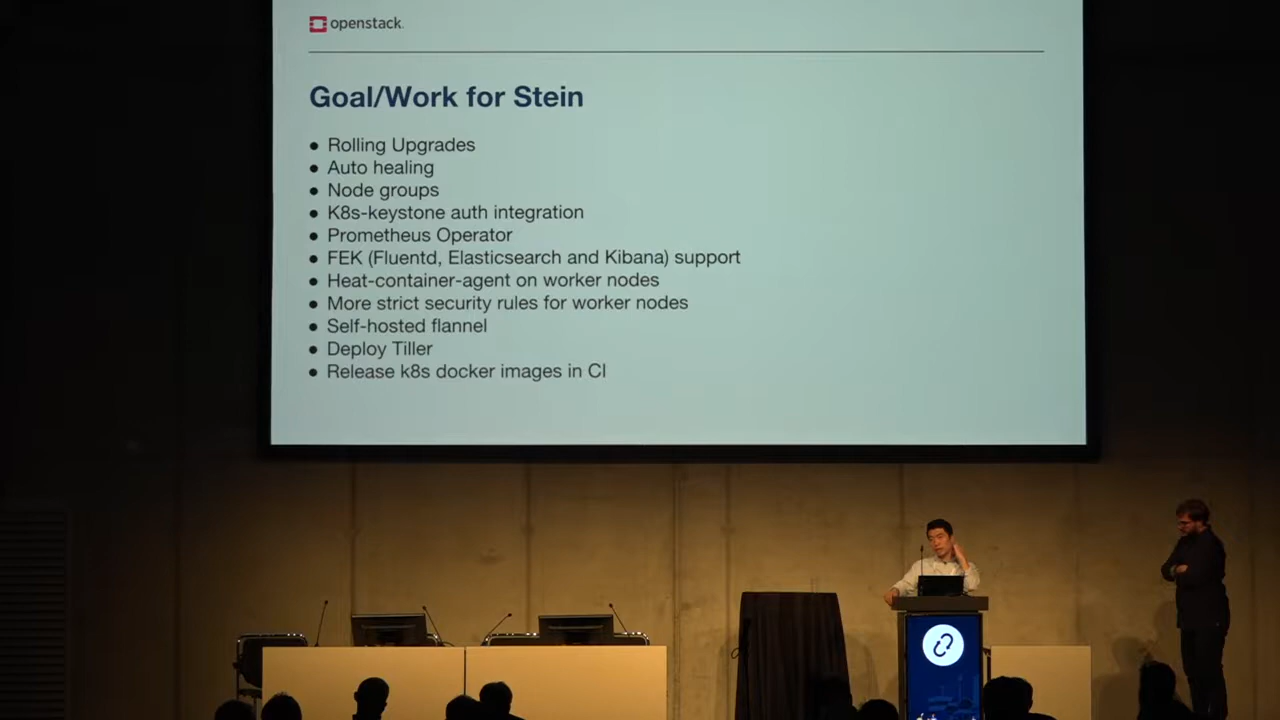 openstack.
Goal/Work for Stein
● Rolling Upgrades
● Auto healing
● Node groups
● K8s-keystone auth integration
● Prometheus Operator
● FEK (Fluentd, Elasticsearch and Kibana) support
● Heat-container-agent on worker nodes
● More strict security rules for worker nodes
● Self-hosted flannel
● Deploy Tiller
● Release k8s docker images in CI